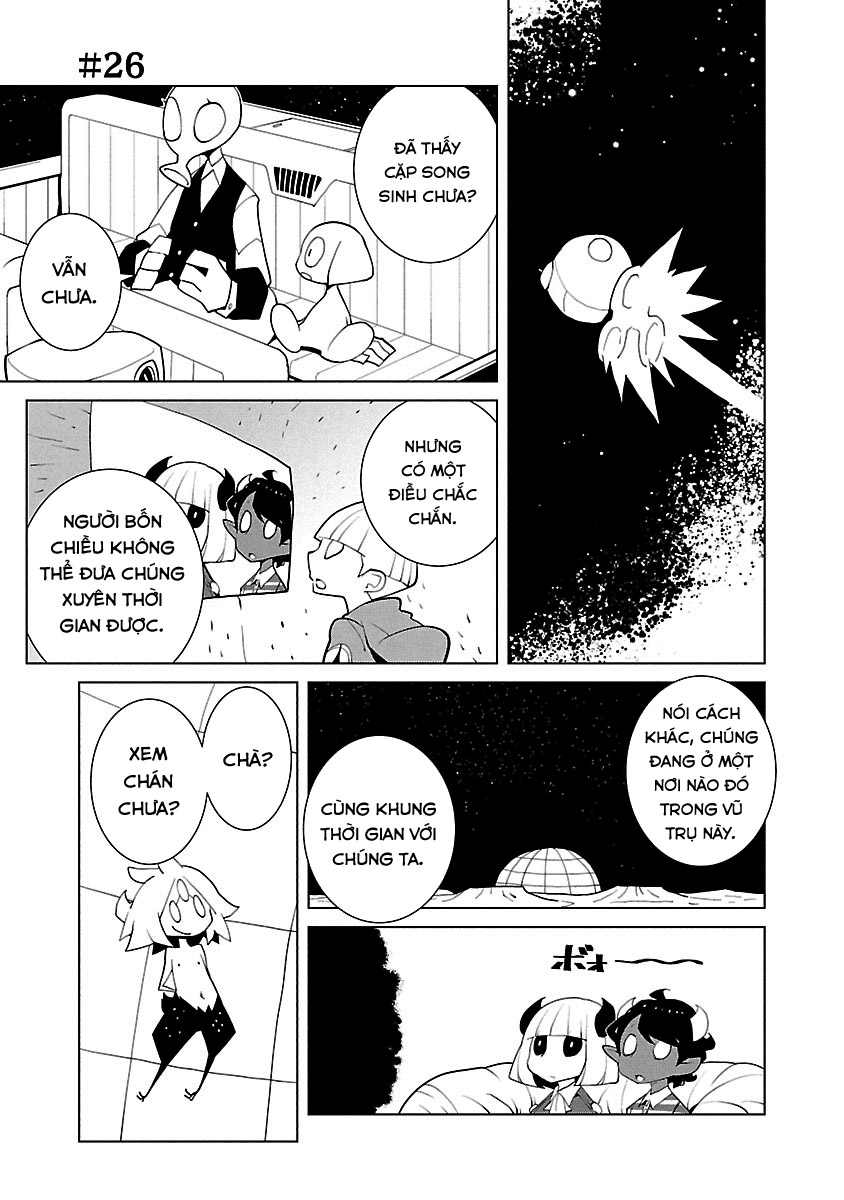 #26
ĐÃ THẤY
CẶP SONG
SINH CHƯA?
VẪN
CHƯA.
NHƯNG
CÓ MỘT
ĐIỀU CHẮC
CHẮN.
NGƯỜI BỐN
CHIỀU KHÔNG
THỂ ĐƯA CHÚNG
XUYÊN THỜI
GIAN ĐƯỢC.
NÓI CÁCH
KHÁC, CHÚNG
ĐANG Ở MỘT
NƠI NÀO ĐÓ
TRONG VŨ
TRỤ NÀY.
CÙNG KHUNG
THỜI GIAN VỚI
CHÚNG TA.
ボォ―――
CHÀ?
XEM
CHÁN
CHƯA?